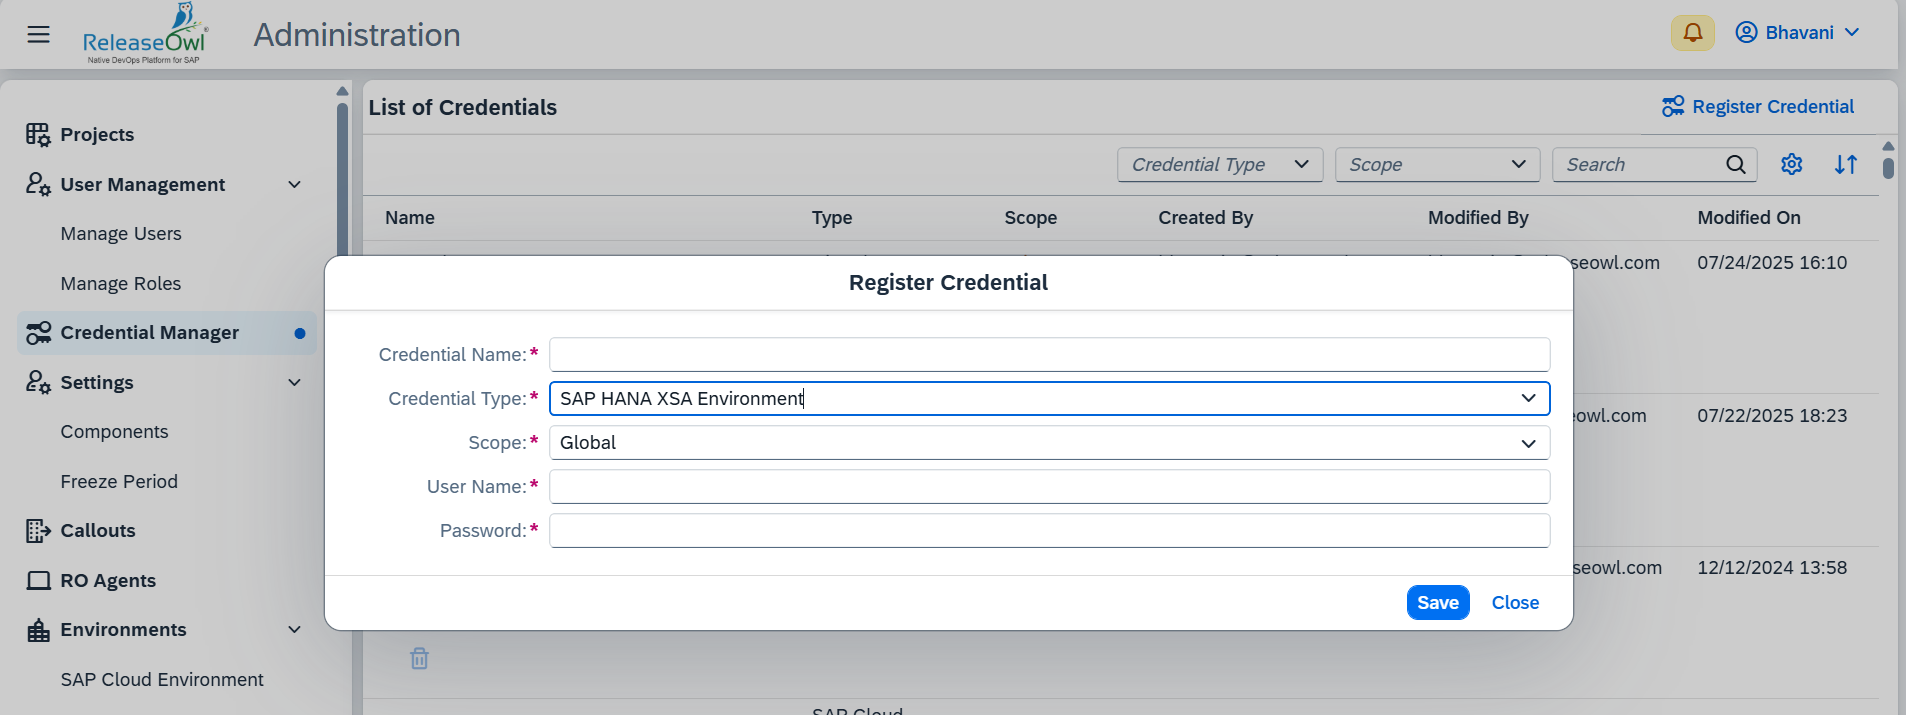 ReleaseOwl
Native DevOps Platform for SAP
Administration
Bhavani
Projects
User Management
Manage Users
Manage Roles
Credential Manager
Settings
Components
Freeze Period
Callouts
RO Agents
Environments
SAP Cloud Environment
List of Credentials
Register Credential
Credential Type
Scope
Search
Name Type Scope Created By Modified By Modified On
seowl.com 07/24/2025 16:10
owl.com 07/22/2025 18:23
seowl.com 12/12/2024 13:58
SAP Cloud
Register Credential
Credential Name:*
Credential Type:* SAP HANA XSA Environment
Scope:* Global
User Name:*
Password:*
Save Close